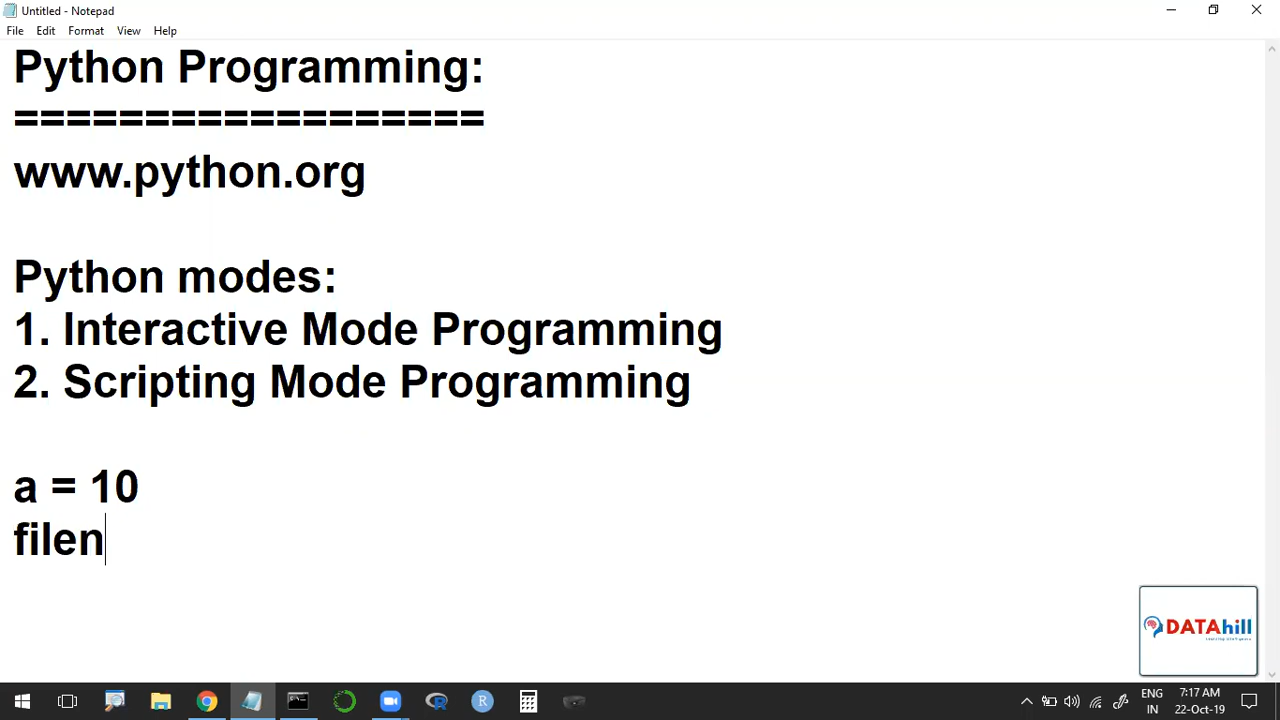 Untitled - Notepad
File Edit Format View Help
Python Programming:
==================
www.python.org
Python modes:
1. Interactive Mode Programming
2. Scripting Mode Programming
a = 10
filen
DATAhill
R R
ENG 7:17 AM
IN 22-Oct-19